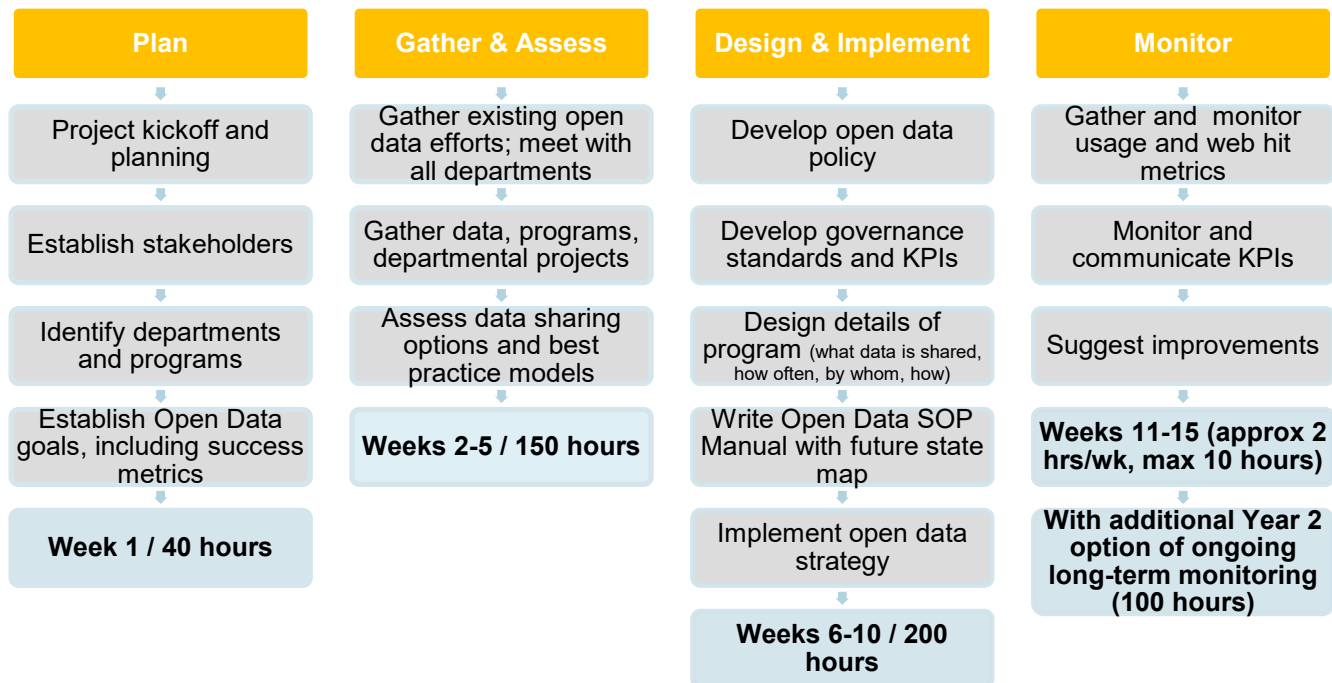 Plan
Project kickoff and
planning
Establish stakeholders
Identify departments
and programs
Establish Open Data
goals, including success
metrics
Week 1 / 40 hours
Gather & Assess
Gather existing open
data efforts; meet with
all departments
Gather data, programs,
departmental projects
Assess data sharing
options and best
practice models
Weeks 2-5 / 150 hours
Design & Implement
Develop open data
policy
Develop governance
standards and KPIs
Design details of
program (what data is shared,
how often, by whom, how)
Write Open Data SOP
Manual with future state
map
Implement open data
strategy
Weeks 6-10 / 200
hours
Monitor
Gather and monitor
usage and web hit
metrics
Monitor and
communicate KPIs
Suggest improvements
Weeks 11-15 (approx 2
hrs/wk, max 10 hours)
With additional Year 2
option of ongoing
long-term monitoring
(100 hours)